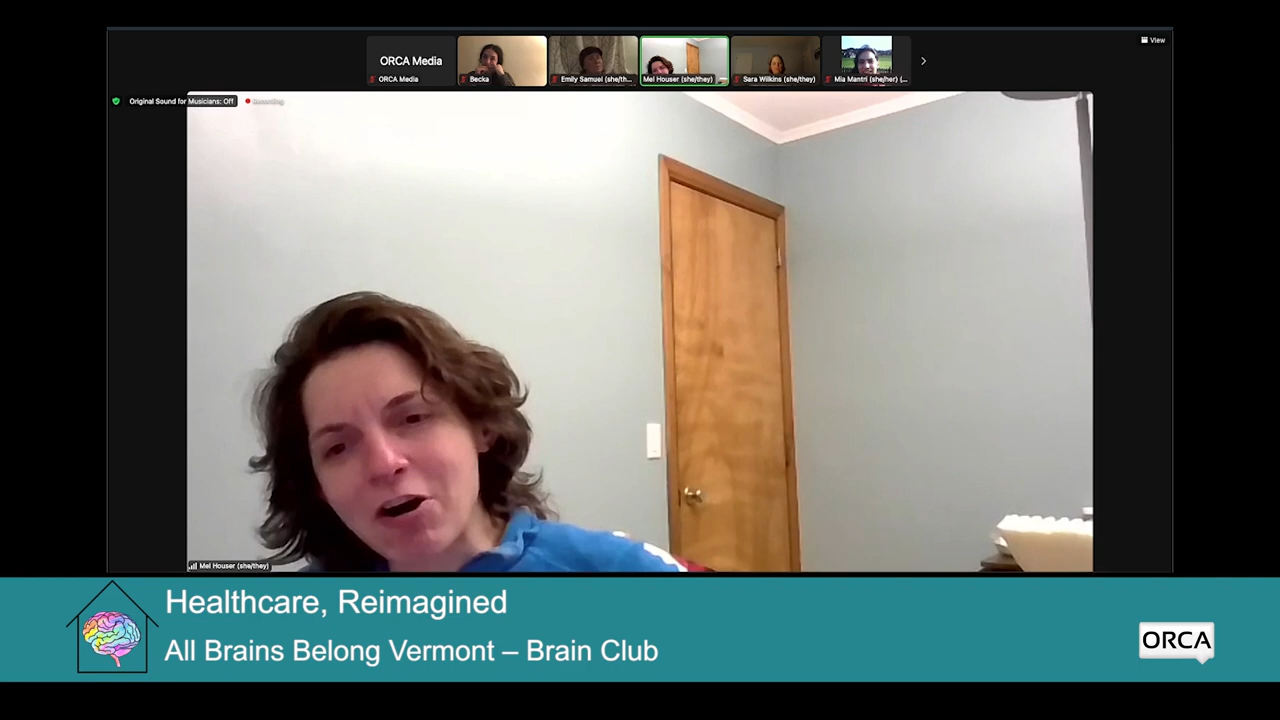 View
ORCA Media
ORCA Media
Becka
Emily Samuel (she/th...
Mel Houser (she/they)
Sara Wilkins (she/they)
Mia Mantri (she/her) (...
Original Sound for Musicians: Off
Recording
Mel Houser (she/they)
Healthcare, Reimagined
All Brains Belong Vermont – Brain Club
ORCA